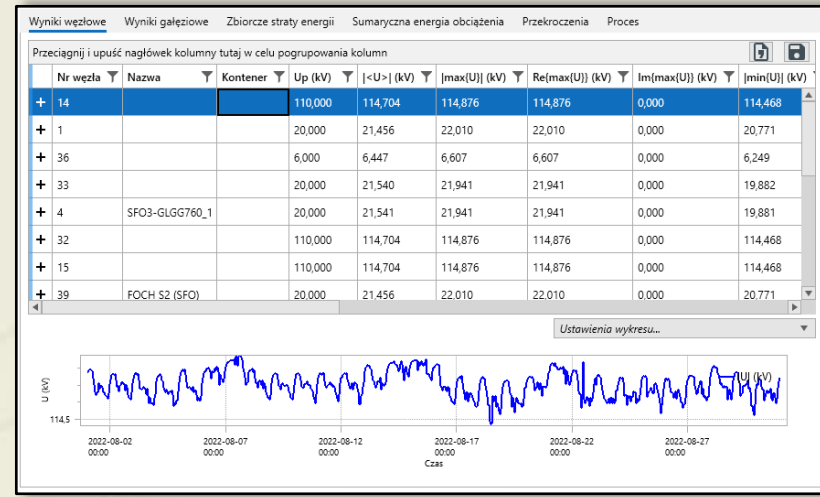 Wyniki węzłowe Wyniki gałęziowe Zbiorcze straty energii Sumaryczna energia obciążenia Przekroczenia Proces
Przeciągnij i upuść nagłówek kolumny tutaj w celu pogrupowania kolumn
Nr węzła Nazwa Kontener Up (kV) |<U>| (kV) |max{U}| (kV) Re{max{U}} (kV) Im{max{U}} (kV) |min{U}| (kV)
+ 14 110,000 114,704 114,876 114,876 0,000 114,468
+ 1 20,000 21,456 22,010 22,010 0,000 20,771
+ 36 6,000 6,447 6,607 6,607 0,000 6,249
+ 33 20,000 21,540 21,941 21,941 0,000 19,882
+ 4 SFO3-GLGG760_1 20,000 21,541 21,941 21,941 0,000 19,881
+ 32 110,000 114,704 114,876 114,876 0,000 114,468
+ 15 110,000 114,704 114,876 114,876 0,000 114,468
+ 39 FOCH S2 (SFO) 20,000 21,456 22,010 22,010 0,000 20,771
Ustawienia wykresu...
|U| (kV)
U (kV)
114.5
2022-08-02 2022-08-07 2022-08-12 2022-08-17 2022-08-22 2022-08-27
00:00 00:00 00:00 00:00 00:00 00:00
Czas